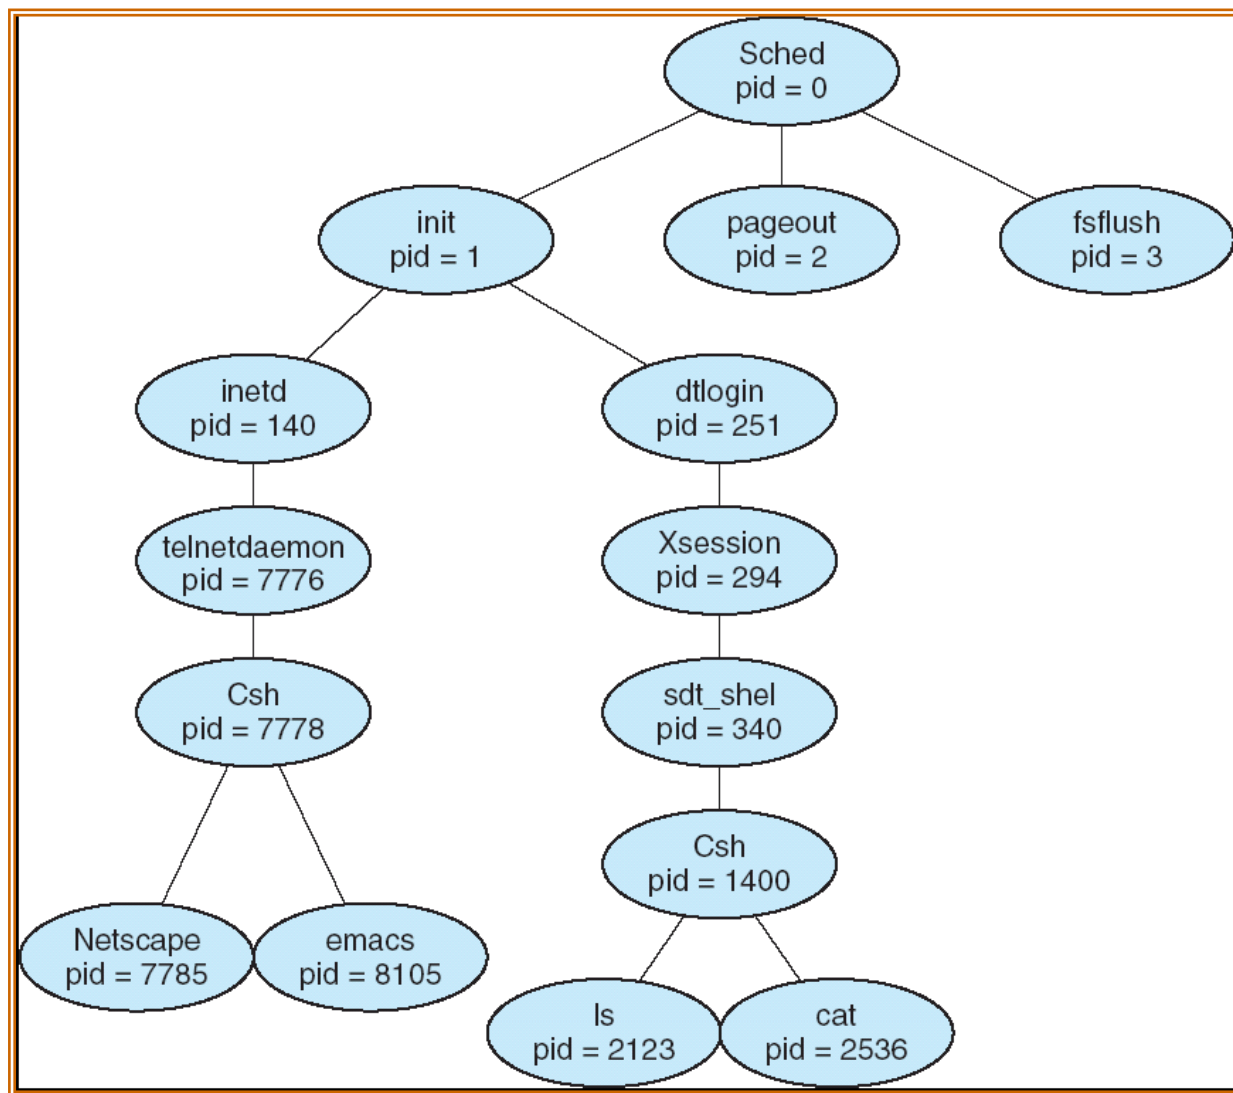 Sched
pid = 0
init
pid = 1
pageout
pid = 2
fsflush
pid = 3
inetd
pid = 140
dtlogin
pid = 251
telnetdaemon
pid = 7776
Xsession
pid = 294
Csh
pid = 7778
sdt_shel
pid = 340
Csh
pid = 1400
Netscape
pid = 7785
emacs
pid = 8105
ls
pid = 2123
cat
pid = 2536